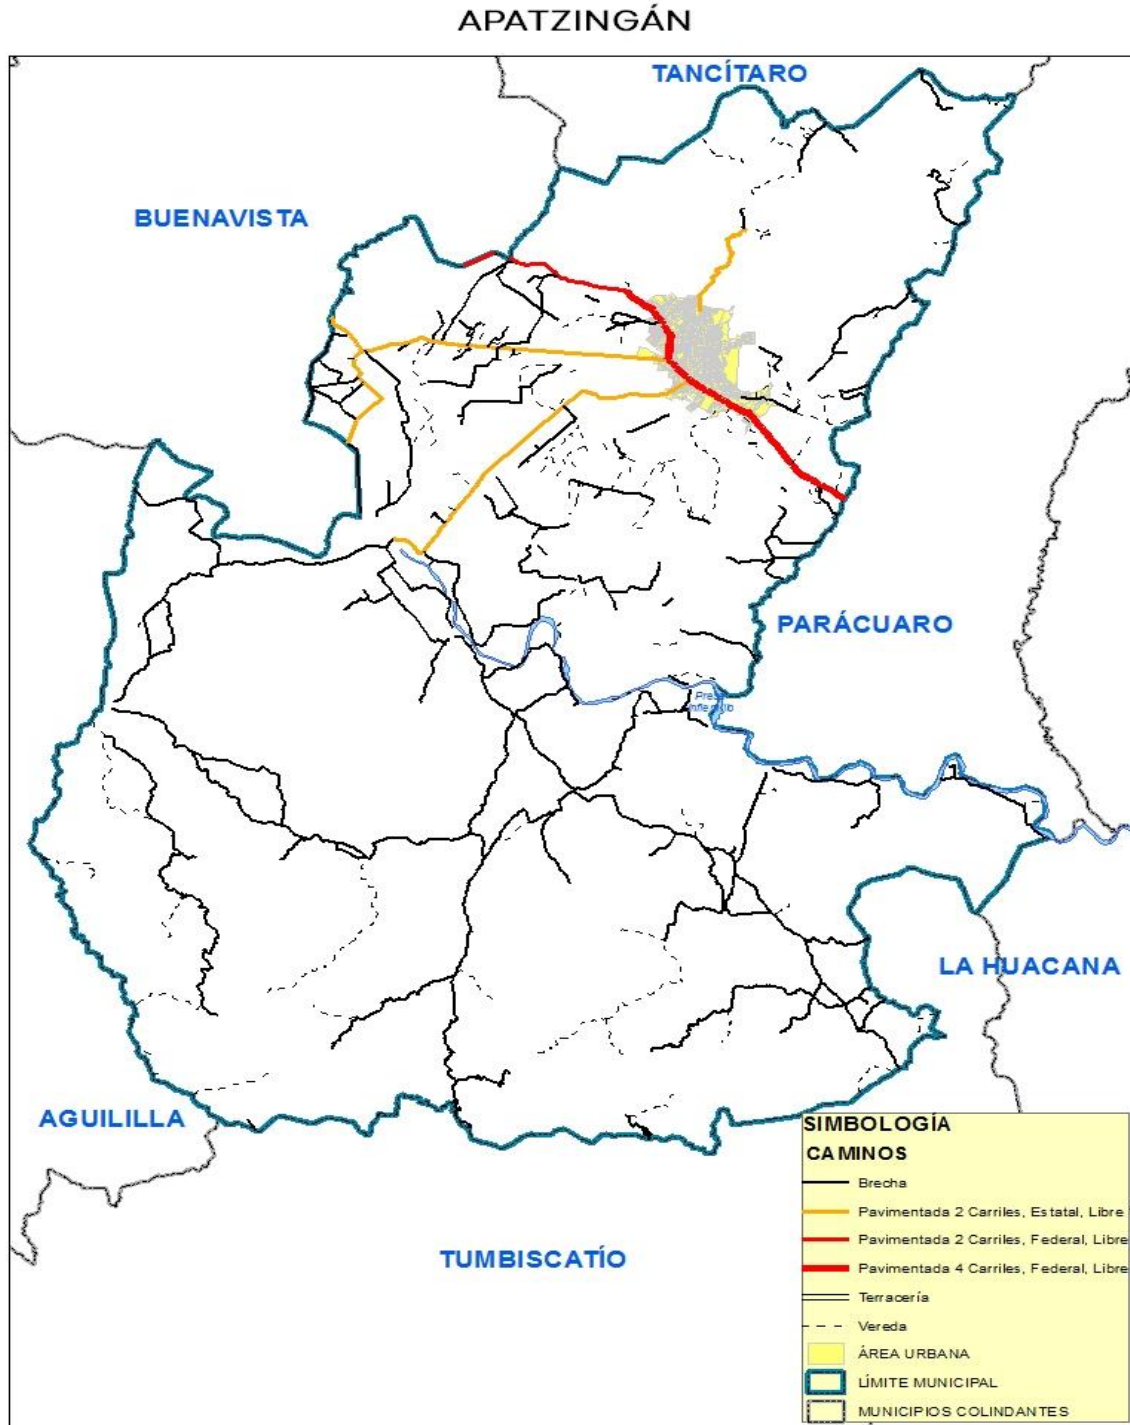 APATZINGÁN
TANCÍTARO
BUENAVISTA
PARÁCUARO
LA HUACANA
AGUILILLA
TUMBISCATÍO
SIMBOLOGÍA
CAMINOS
Brecha
Pavimentada 2 Carriles, Estatal, Libre
Pavimentada 2 Carriles, Federal, Libre
Pavimentada 4 Carriles, Federal, Libre
Terracería
Vereda
ÁREA URBANA
LÍMITE MUNICIPAL
MUNICIPIOS COLINDANTES